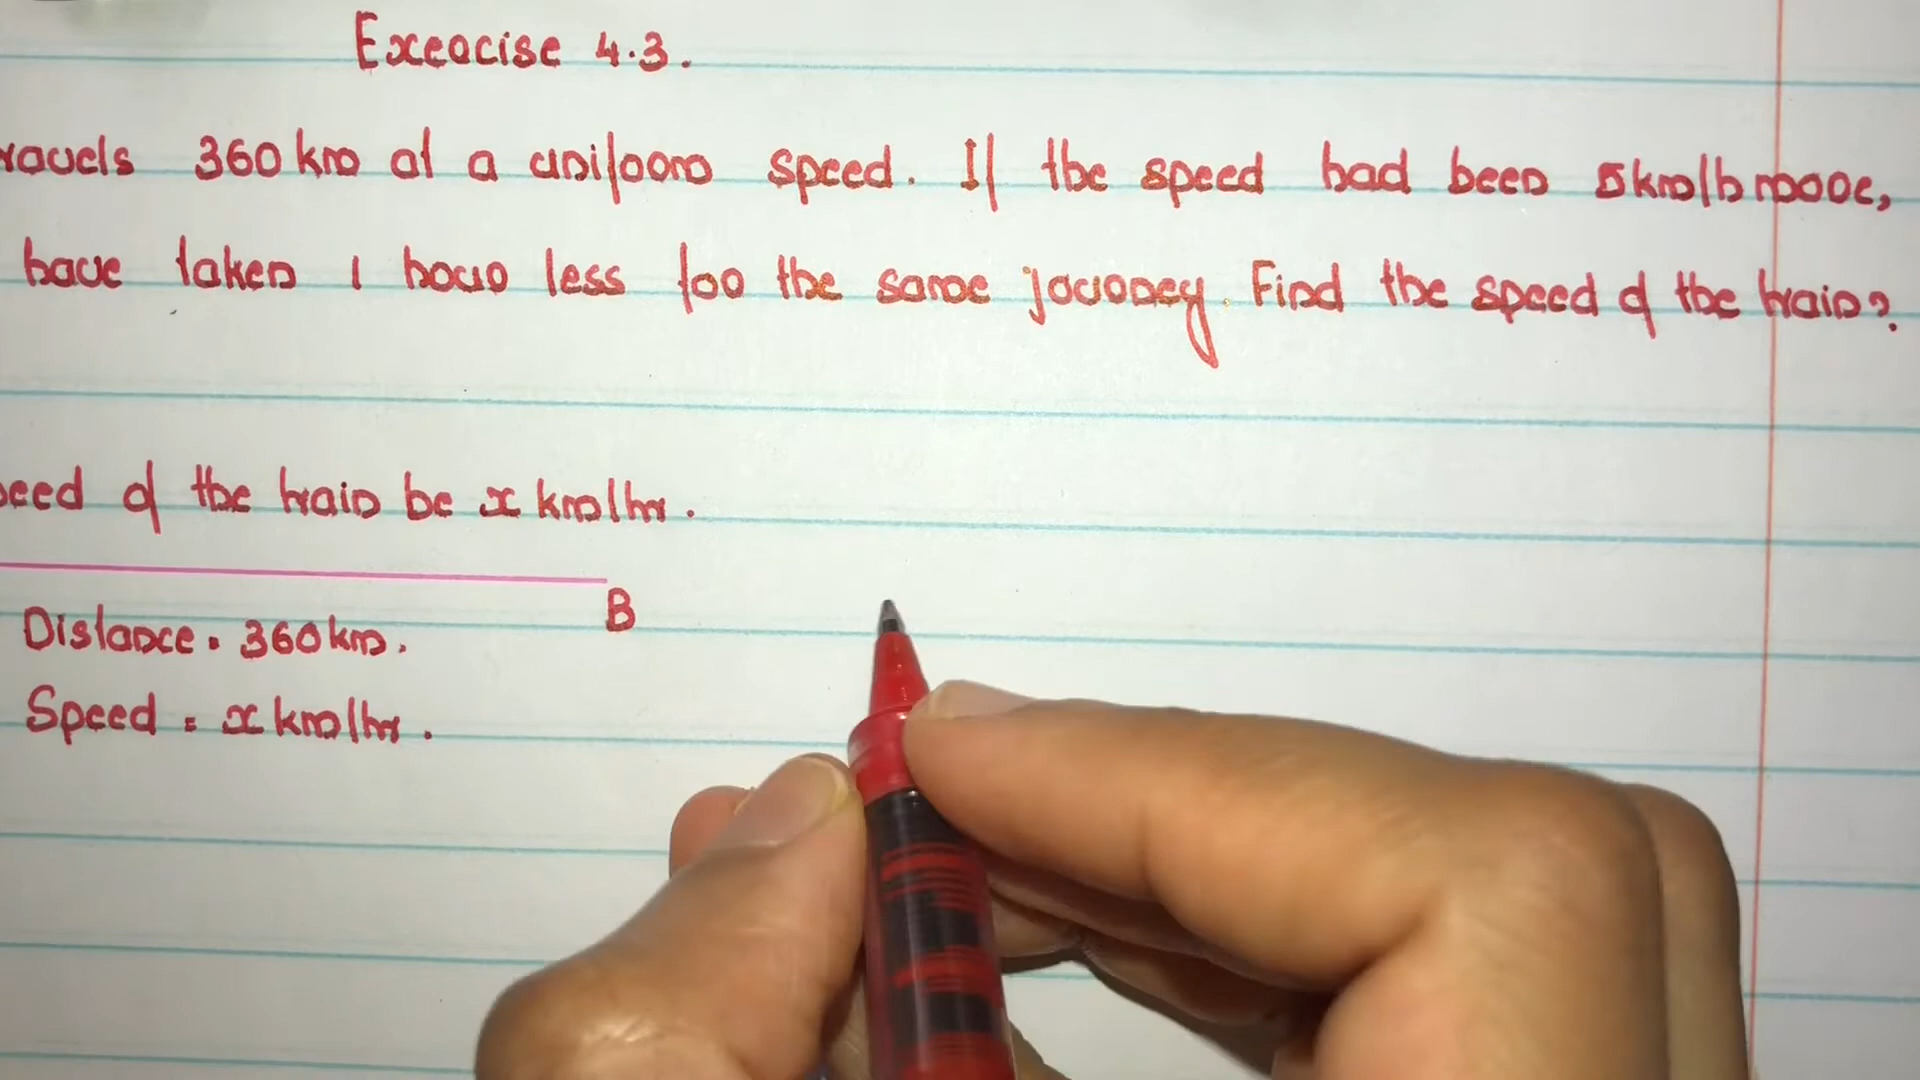 Exercise 4.3.
ravels 360 km at a uniform speed. If the speed had been 5km/h more,
have taken 1 hour less for the same journey. Find the speed of the train?
peed of the train be x km/hr.
B
Distance = 360 km.
Speed = x km/hr.